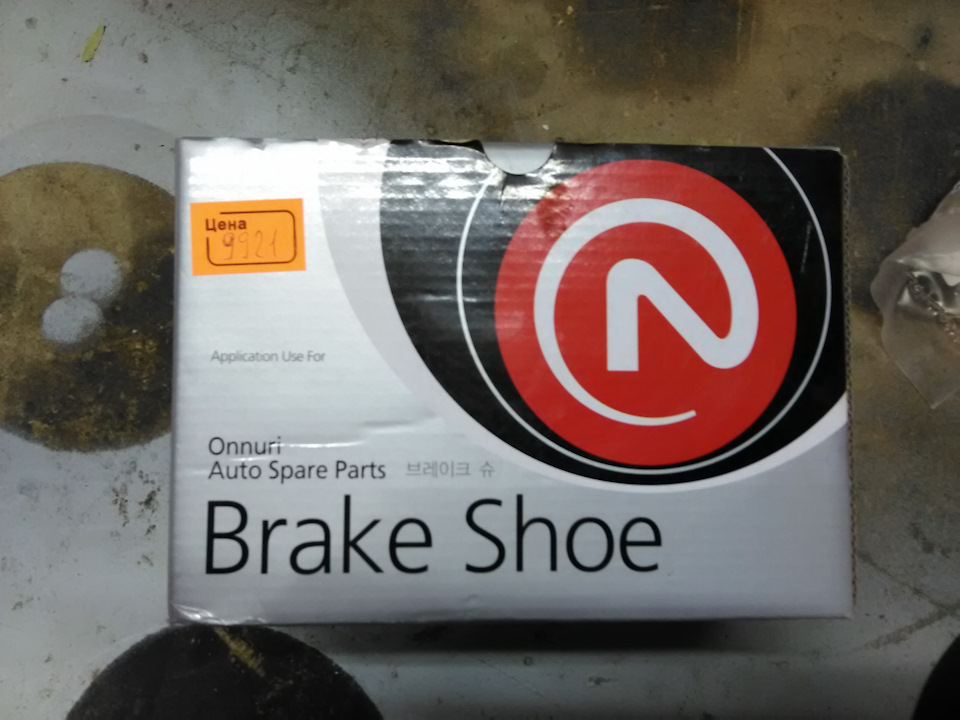 Цена
9921
Application Use For
Onnuri
Auto Spare Parts 브레이크 슈
Brake Shoe